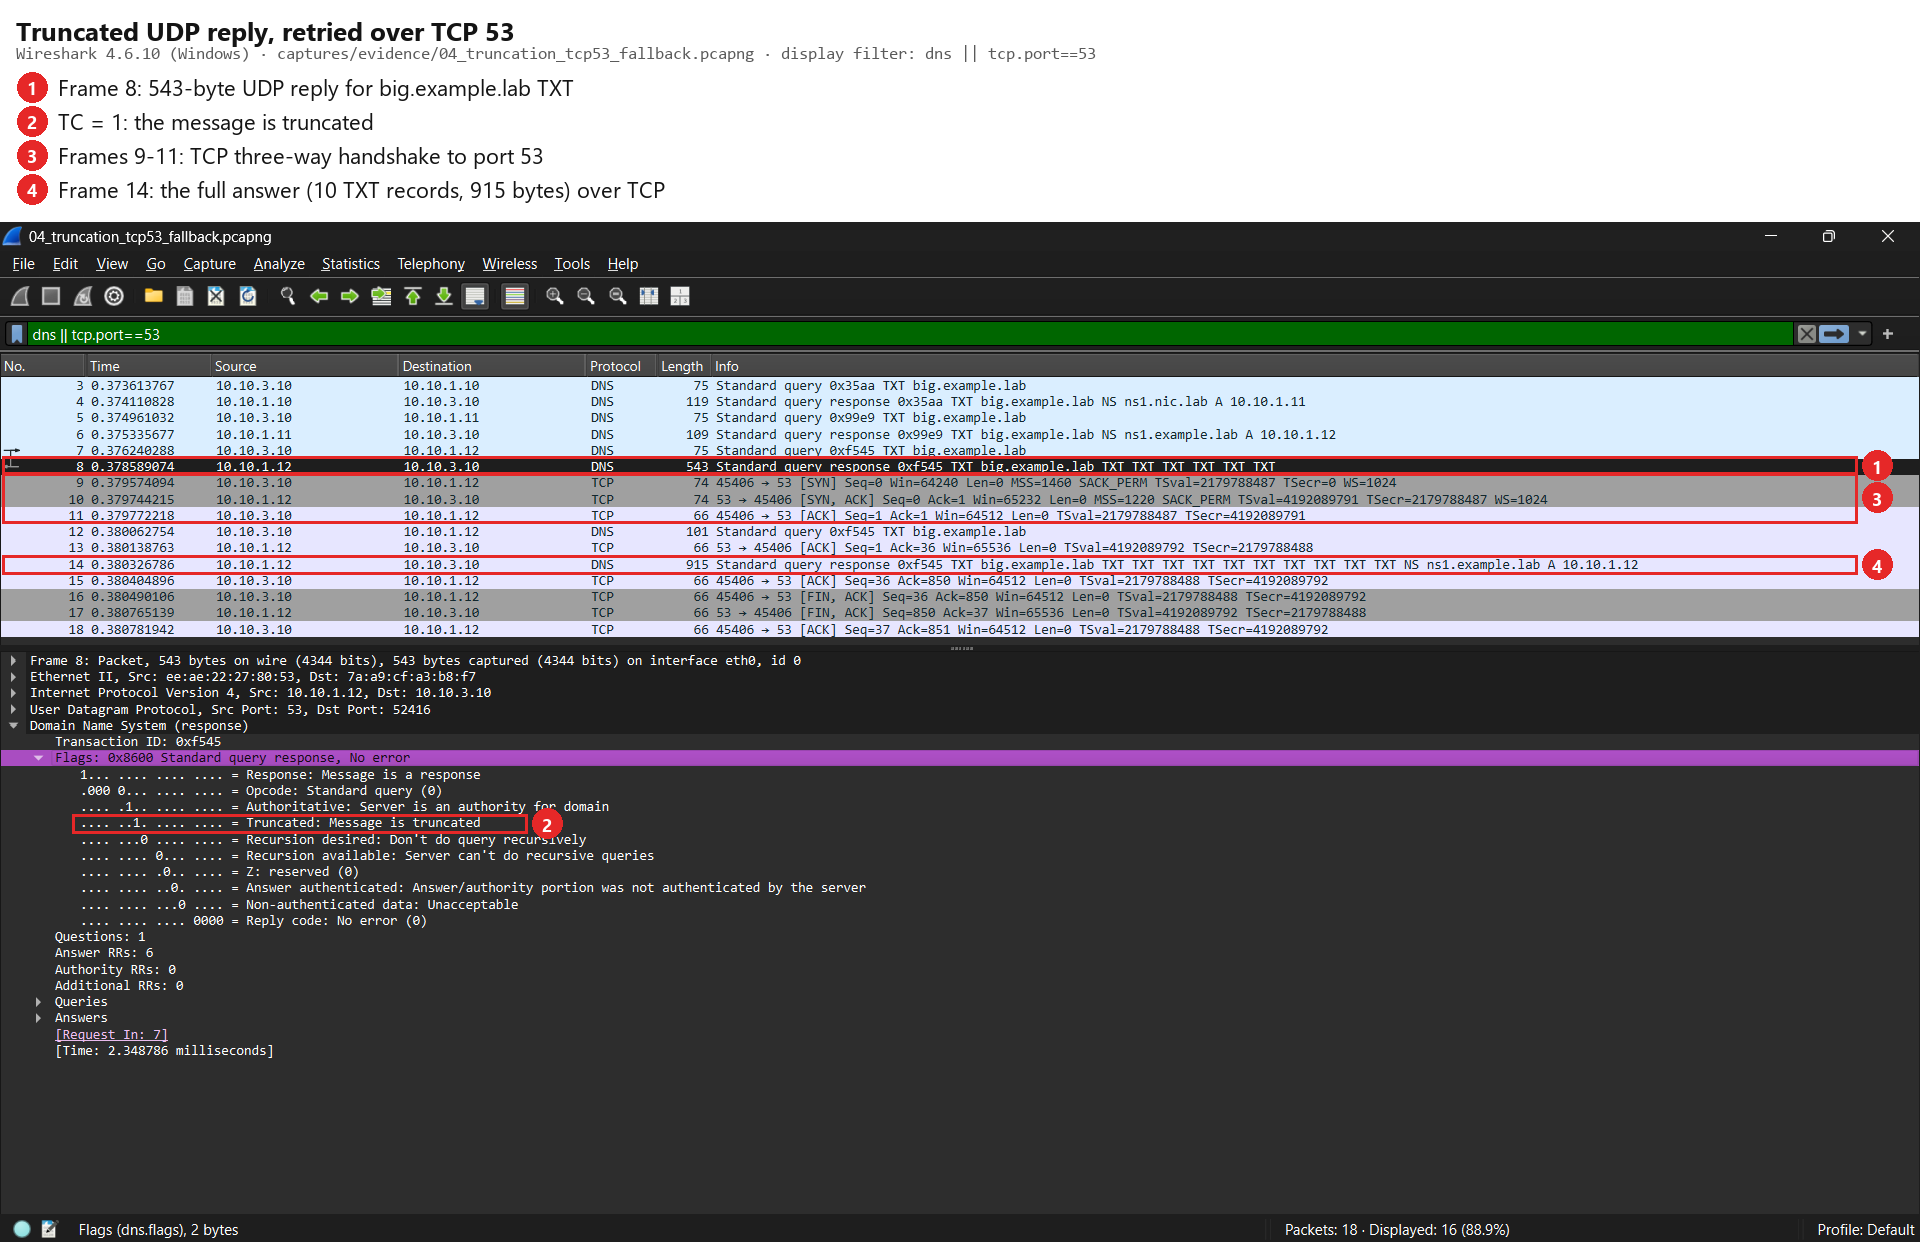 Truncated UDP reply, retried over TCP 53
Wireshark 4.6.10 (Windows) · captures/evidence/04_truncation_tcp53_fallback.pcapng · display filter: dns || tcp.port==53
1 Frame 8: 543-byte UDP reply for big.example.lab TXT
2 TC = 1: the message is truncated
3 Frames 9-11: TCP three-way handshake to port 53
4 Frame 14: the full answer (10 TXT records, 915 bytes) over TCP
04_truncation_tcp53_fallback.pcapng
File Edit View Go Capture Analyze Statistics Telephony Wireless Tools Help
dns || tcp.port==53
No. Time Source Destination Protocol Length Info
3 0.373613767 10.10.3.10 10.10.1.10 DNS 75 Standard query 0x35aa TXT big.example.lab
4 0.374110828 10.10.1.10 10.10.3.10 DNS 119 Standard query response 0x35aa TXT big.example.lab NS ns1.nic.lab A 10.10.1.11
5 0.374961032 10.10.3.10 10.10.1.11 DNS 75 Standard query 0x99e9 TXT big.example.lab
6 0.375335677 10.10.1.11 10.10.3.10 DNS 109 Standard query response 0x99e9 TXT big.example.lab NS ns1.example.lab A 10.10.1.12
7 0.376240288 10.10.3.10 10.10.1.12 DNS 75 Standard query 0xf545 TXT big.example.lab
8 0.378589074 10.10.1.12 10.10.3.10 DNS 543 Standard query response 0xf545 TXT big.example.lab TXT TXT TXT TXT TXT TXT
1
9 0.379574094 10.10.3.10 10.10.1.12 TCP 74 45406 → 53 [SYN] Seq=0 Win=64240 Len=0 MSS=1460 SACK_PERM TSval=2179788487 TSecr=0 WS=1024
10 0.379744215 10.10.1.12 10.10.3.10 TCP 74 53 → 45406 [SYN, ACK] Seq=0 Ack=1 Win=65232 Len=0 MSS=1220 SACK_PERM TSval=4192089791 TSecr=2179788487 WS=1024
3
11 0.379772218 10.10.3.10 10.10.1.12 TCP 66 45406 → 53 [ACK] Seq=1 Ack=1 Win=64512 Len=0 TSval=2179788487 TSecr=4192089791
12 0.380062754 10.10.3.10 10.10.1.12 DNS 101 Standard query 0xf545 TXT big.example.lab
13 0.380138763 10.10.1.12 10.10.3.10 TCP 66 53 → 45406 [ACK] Seq=1 Ack=36 Win=65536 Len=0 TSval=4192089792 TSecr=2179788488
14 0.380326786 10.10.1.12 10.10.3.10 DNS 915 Standard query response 0xf545 TXT big.example.lab TXT TXT TXT TXT TXT TXT TXT TXT TXT TXT NS ns1.example.lab A 10.10.1.12
4
15 0.380404896 10.10.3.10 10.10.1.12 TCP 66 45406 → 53 [ACK] Seq=36 Ack=850 Win=64512 Len=0 TSval=2179788488 TSecr=4192089792
16 0.380490106 10.10.3.10 10.10.1.12 TCP 66 45406 → 53 [FIN, ACK] Seq=36 Ack=850 Win=64512 Len=0 TSval=2179788488 TSecr=4192089792
17 0.380765139 10.10.1.12 10.10.3.10 TCP 66 53 → 45406 [FIN, ACK] Seq=850 Ack=37 Win=65536 Len=0 TSval=4192089792 TSecr=2179788488
18 0.380781942 10.10.3.10 10.10.1.12 TCP 66 45406 → 53 [ACK] Seq=37 Ack=851 Win=64512 Len=0 TSval=2179788488 TSecr=4192089792
Frame 8: Packet, 543 bytes on wire (4344 bits), 543 bytes captured (4344 bits) on interface eth0, id 0
Ethernet II, Src: ee:ae:22:27:80:53, Dst: 7a:a9:cf:a3:b8:f7
Internet Protocol Version 4, Src: 10.10.1.12, Dst: 10.10.3.10
User Datagram Protocol, Src Port: 53, Dst Port: 52416
Domain Name System (response)
Transaction ID: 0xf545
Flags: 0x8600 Standard query response, No error
1... .... .... .... = Response: Message is a response
.000 0... .... .... = Opcode: Standard query (0)
.... .1.. .... .... = Authoritative: Server is an authority for domain
.... ..1. .... .... = Truncated: Message is truncated
2
.... ...0 .... .... = Recursion desired: Don't do query recursively
.... .... 0... .... = Recursion available: Server can't do recursive queries
.... .... .0.. .... = Z: reserved (0)
.... .... ..0. .... = Answer authenticated: Answer/authority portion was not authenticated by the server
.... .... ...0 .... = Non-authenticated data: Unacceptable
.... .... .... 0000 = Reply code: No error (0)
Questions: 1
Answer RRs: 6
Authority RRs: 0
Additional RRs: 0
Queries
Answers
[Request In: 7]
[Time: 2.348786 milliseconds]
Flags (dns.flags), 2 bytes
Packets: 18 · Displayed: 16 (88.9%)
Profile: Default